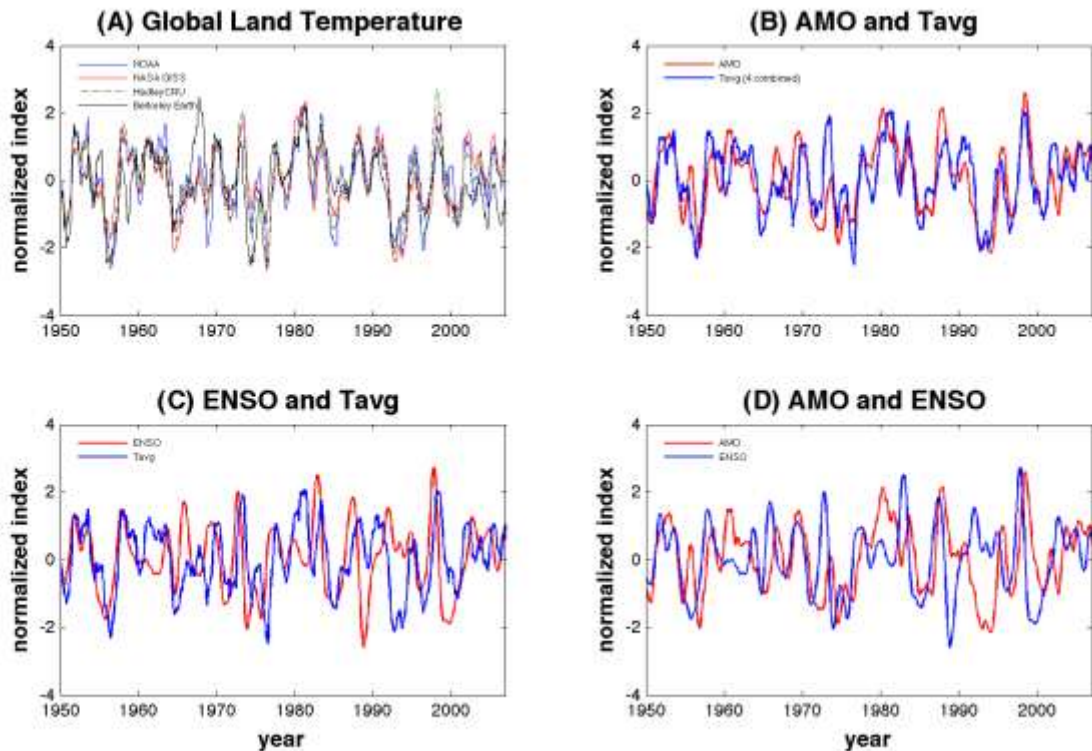 (A) Global Land Temperature
normalized index
4
2
0
-2
-4
NOAA
NASA GISS
HadleyCRU
Berkeley Earth
1950 1960 1970 1980 1990 2000
(B) AMO and Tavg
normalized index
4
2
0
-2
-4
AMO
Tavg (4 combined)
1950 1960 1970 1980 1990 2000
(C) ENSO and Tavg
normalized index
4
2
0
-2
-4
ENSO
Tavg
1950 1960 1970 1980 1990 2000
year
(D) AMO and ENSO
normalized index
4
2
0
-2
-4
AMO
ENSO
1950 1960 1970 1980 1990 2000
year